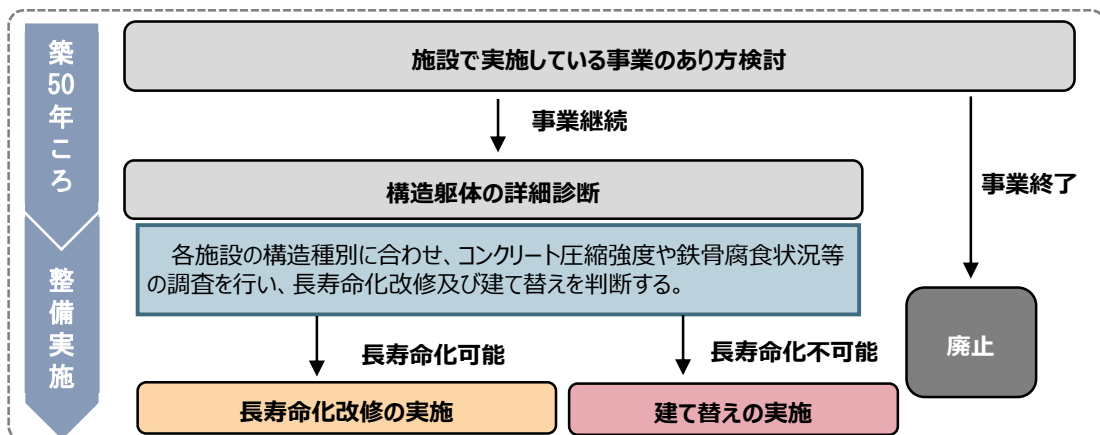 築50年ころ
施設で実施している事業のあり方検討
事業継続
事業終了
構造躯体の詳細診断
各施設の構造種別に合わせ、コンクリート圧縮強度や鉄骨腐食状況等
の調査を行い、長寿命化改修及び建て替えを判断する。
整備実施
長寿命化可能
長寿命化不可能
廃止
長寿命化改修の実施
建て替えの実施